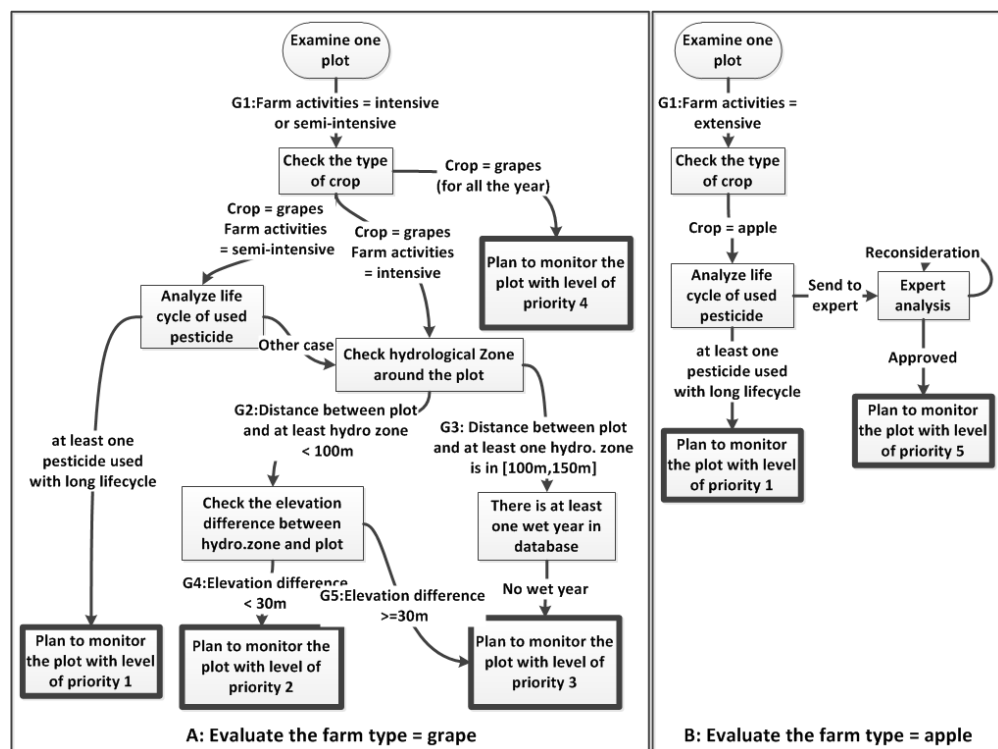 Examine one
plot
G1:Farm activities = intensive
or semi-intensive
Check the type
of crop
Crop = grapes
(for all the year)
Crop = grapes
Farm activities
= semi-intensive
Crop = grapes
Farm activities
= intensive
Plan to monitor the
plot with level of
priority 4
Analyze life
cycle of used
pesticide
Other case
Check hydrological Zone
around the plot
G2:Distance between plot
and at least hydro zone
< 100m
G3: Distance between plot
and at least one hydro. zone
is in [100m,150m]
at least one
pesticide used
with long lifecycle
Check the elevation
difference between
hydro.zone and plot
There is at least
one wet year in
database
G4:Elevation difference
< 30m
G5:Elevation difference
>=30m
No wet year
Plan to monitor
the plot with level
of priority 1
Plan to monitor
the plot with level of
priority 2
Plan to monitor the
plot with level of
priority 3
A: Evaluate the farm type = grape
Examine one
plot
G1:Farm activities =
extensive
Check the type
of crop
Crop = apple
Analyze life
cycle of used
pesticide
Send to
expert
Reconsideration
Expert
analysis
at least one
pesticide used
with long lifecycle
Approved
Plan to monitor
the plot with level
of priority 1
Plan to monitor
the plot with level
of priority 5
B: Evaluate the farm type = apple